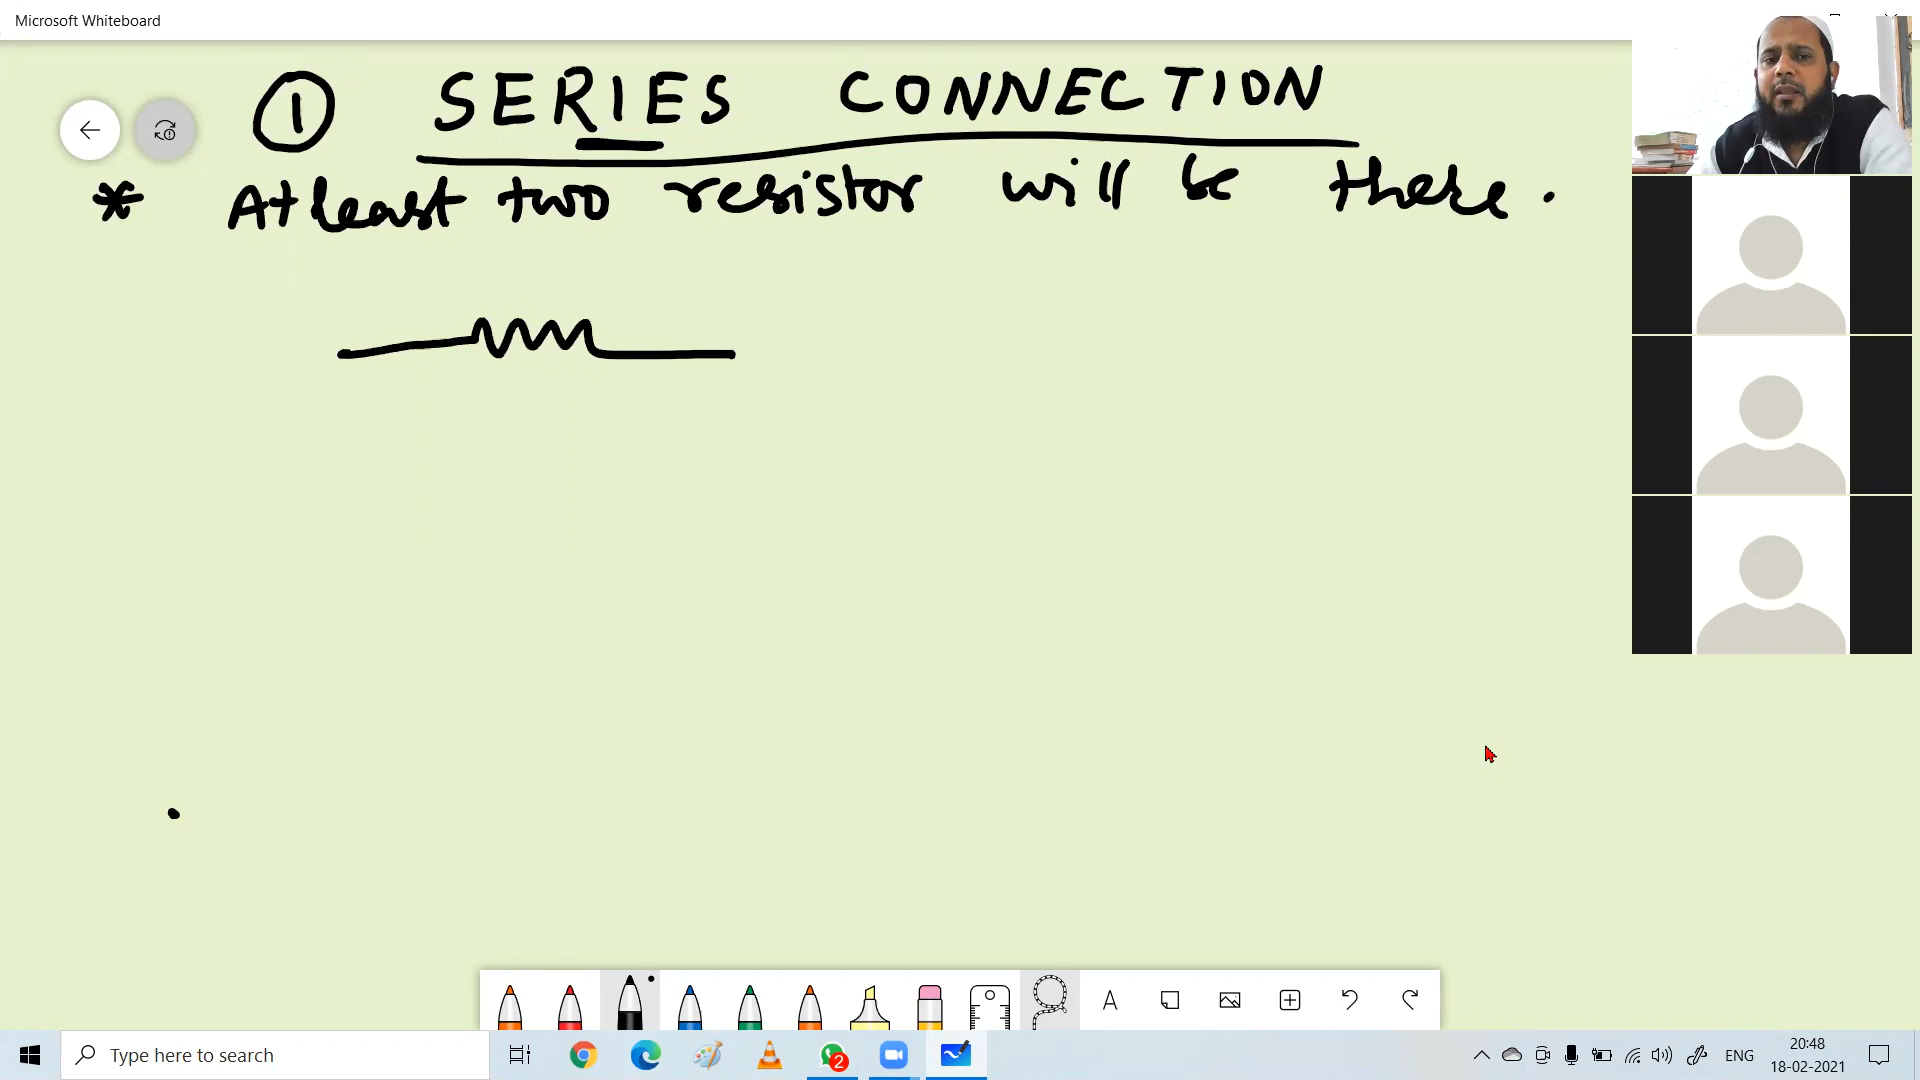 Microsoft Whiteboard
① SERIES CONNECTION
* Atleast two resistor will be there.
A
Type here to search
2
ENG
20:48
18-02-2021